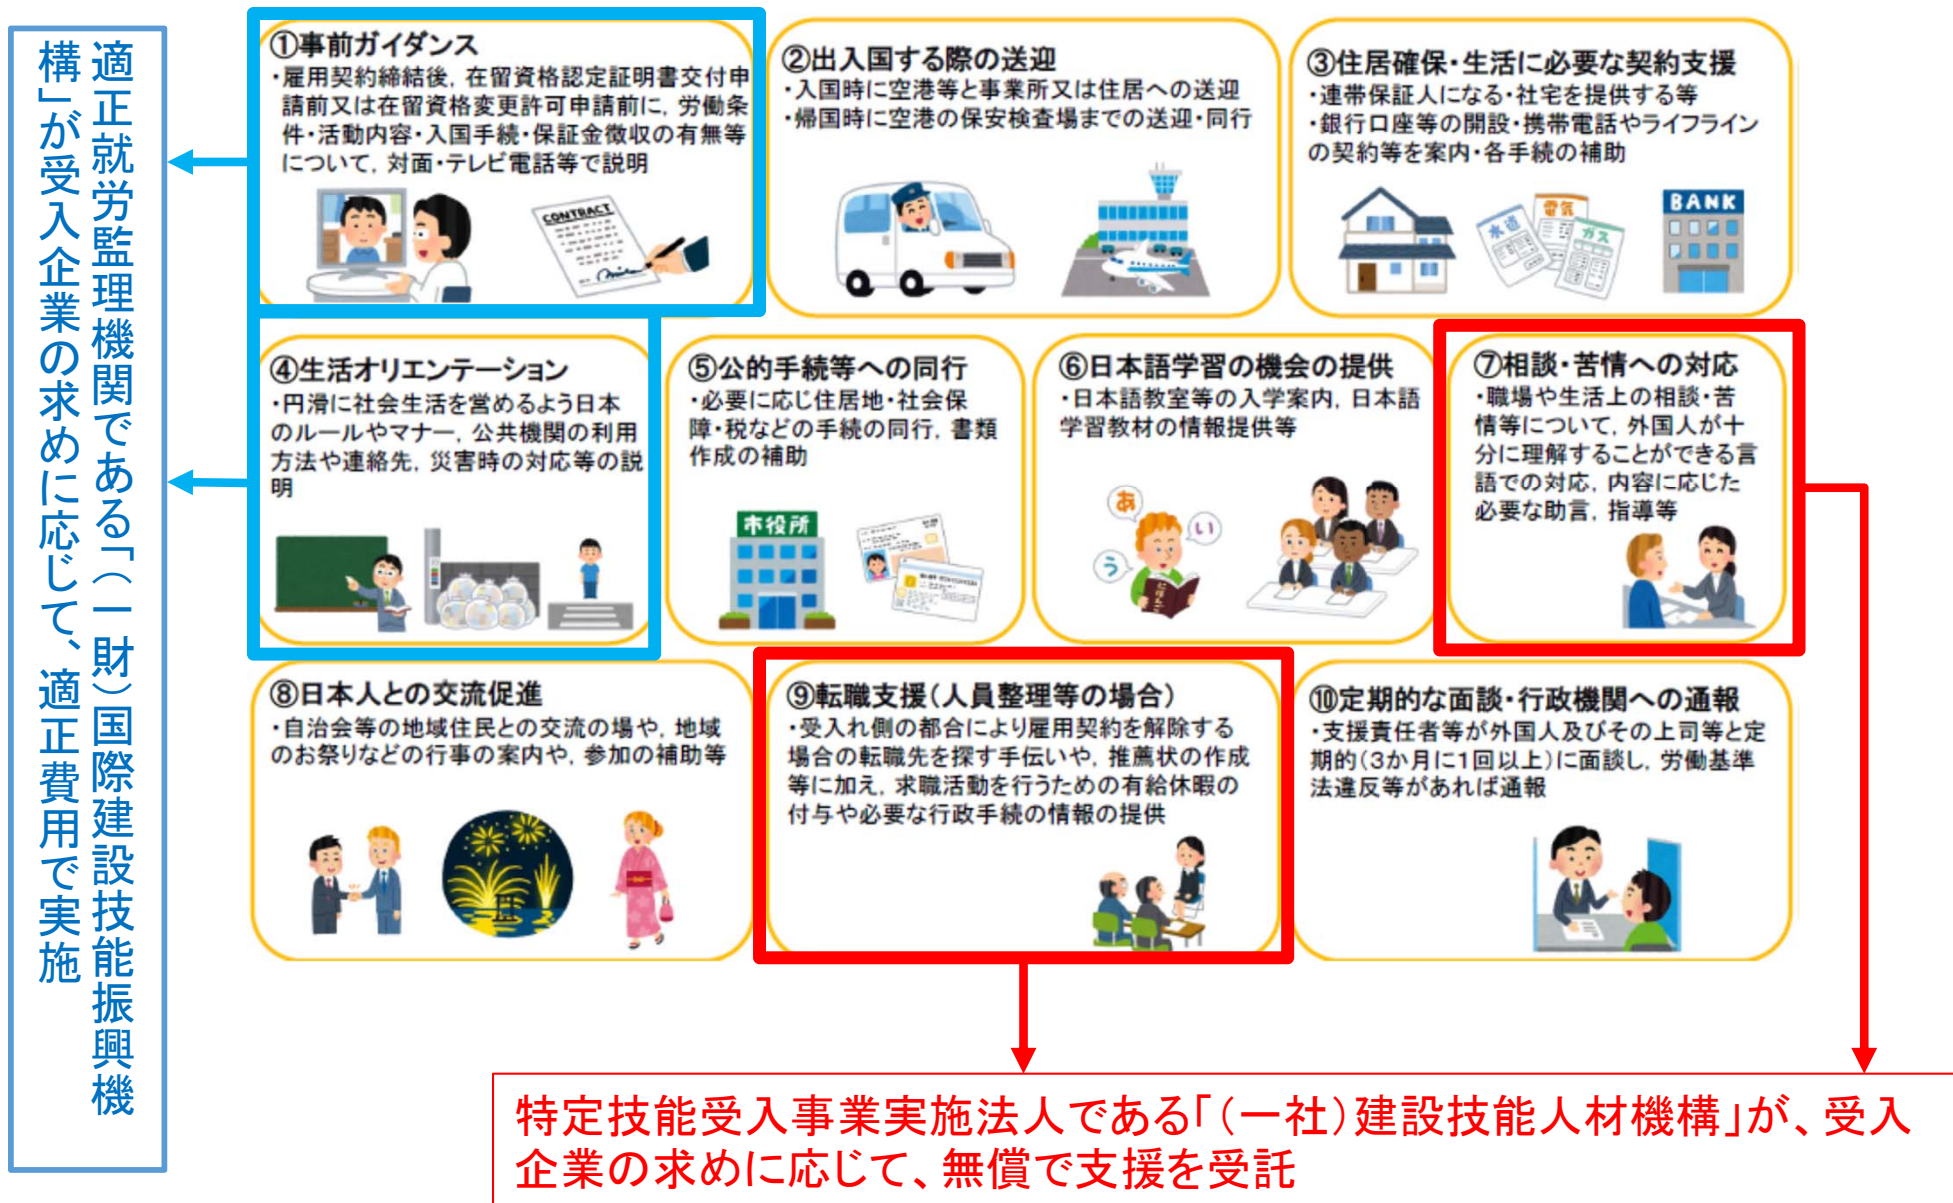 適正就労監理機関である「(一財)国際建設技能振興機
構」が受入企業の求めに応じて、適正費用で実施
①事前ガイダンス
・雇用契約締結後，在留資格認定証明書交付申
請前又は在留資格変更許可申請前に，労働条
件・活動内容・入国手続・保証金徴収の有無等
について，対面・テレビ電話等で説明
CONTRACT
②出入国する際の送迎
・入国時に空港等と事業所又は住居への送迎
・帰国時に空港の保安検査場までの送迎・同行
③住居確保・生活に必要な契約支援
・連帯保証人になる・社宅を提供する等
・銀行口座等の開設・携帯電話やライフライン
の契約等を案内・各手続の補助
水道
電気
ガス
BANK
④生活オリエンテーション
・円滑に社会生活を営めるよう日本
のルールやマナー，公共機関の利用
方法や連絡先，災害時の対応等の説
明
⑤公的手続等への同行
・必要に応じ住居地・社会保
障・税などの手続の同行，書類
作成の補助
市役所
⑥日本語学習の機会の提供
・日本語教室等の入学案内，日本語
学習教材の情報提供等
あ
い
う
にほんご
⑦相談・苦情への対応
・職場や生活上の相談・苦
情等について，外国人が十
分に理解することができる言
語での対応，内容に応じた
必要な助言，指導等
⑧日本人との交流促進
・自治会等の地域住民との交流の場や，地域
のお祭りなどの行事の案内や，参加の補助等
⑨転職支援(人員整理等の場合)
・受入れ側の都合により雇用契約を解除する
場合の転職先を探す手伝いや，推薦状の作成
等に加え，求職活動を行うための有給休暇の
付与や必要な行政手続の情報の提供
⑩定期的な面談・行政機関への通報
・支援責任者等が外国人及びその上司等と定
期的(3か月に1回以上)に面談し，労働基準
法違反等があれば通報
特定技能受入事業実施法人である「(一社)建設技能人材機構」が、受入
企業の求めに応じて、無償で支援を受託